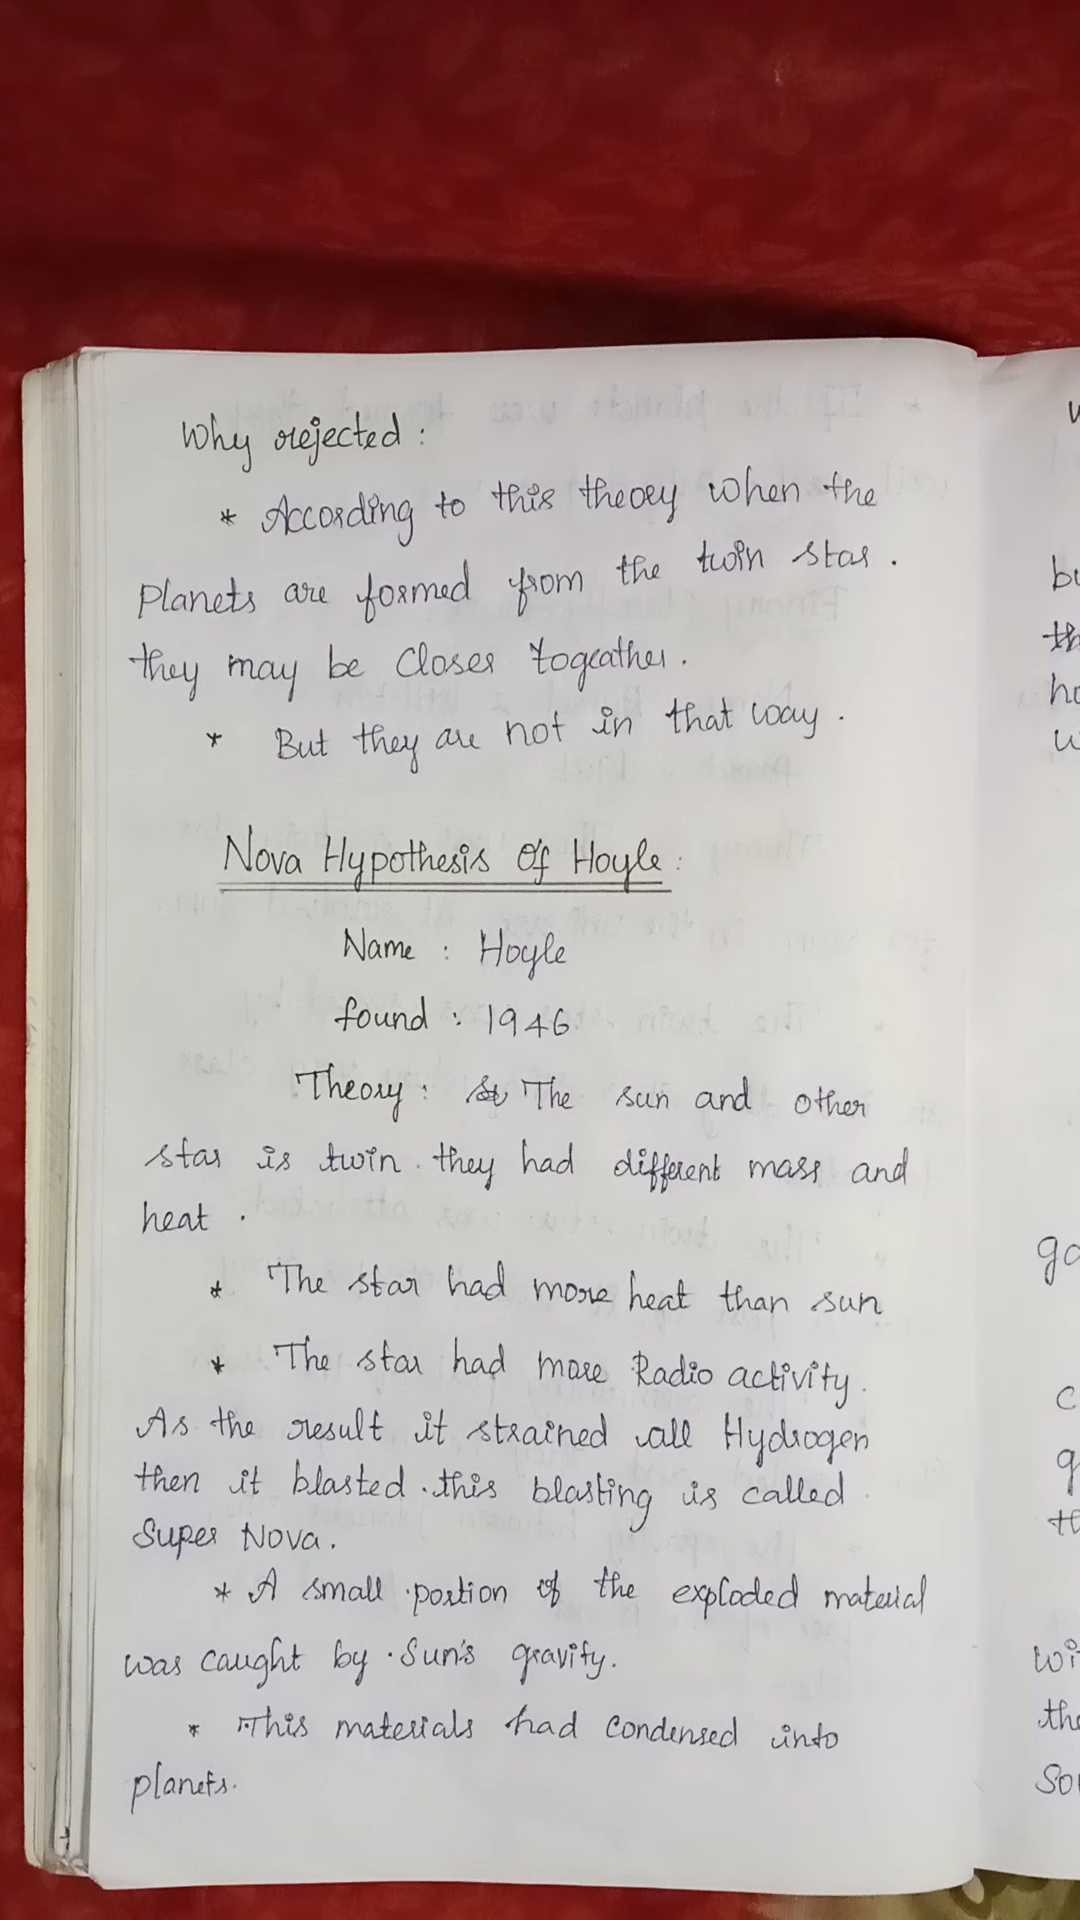 Why rejected :
* According to this theory when the
Planets are formed from the twin star .
they may be Closer togeather .
* But they are not in that way .
Nova Hypothesis Of Hoyle :
Name : Hoyle
found : 1946
Theory : The sun and other
star is twin . they had different mass and
heat .
* The star had more heat than sun
* The star had more Radio activity .
As the result it strained all Hydrogen
then it blasted . this blasting is called
Super Nova .
* A small portion of the exploded material
was caught by . Sun's gravity .
* This materials had condensed into
planets .